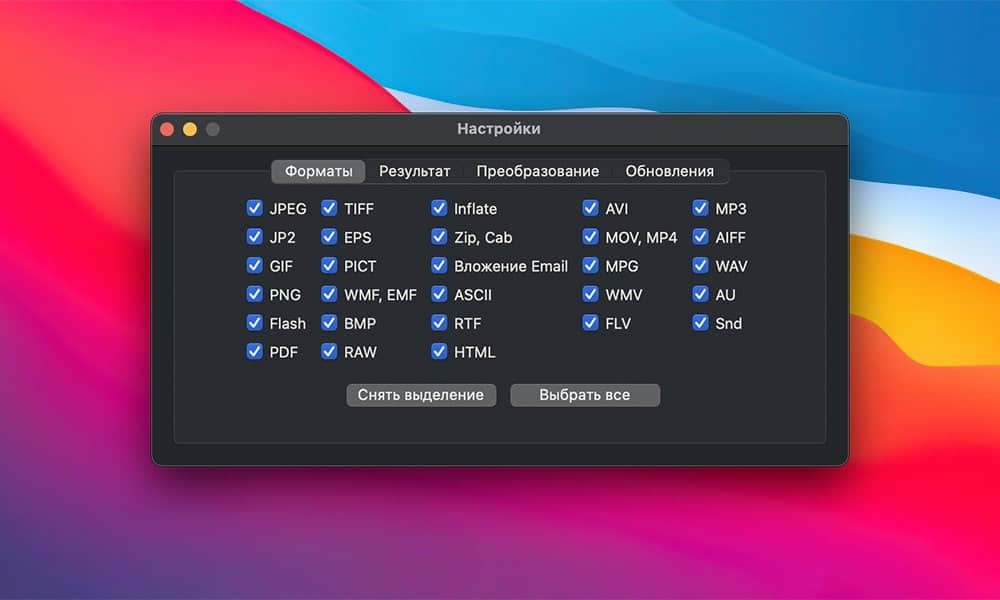 Настройки
Форматы Результат Преобразование Обновления
JPEG TIFF Inflate AVI MP3
JP2 EPS Zip, Cab MOV, MP4 AIFF
GIF PICT Вложение Email MPG WAV
PNG WMF, EMF ASCII WMV AU
Flash BMP RTF FLV Snd
PDF RAW HTML
Снять выделение Выбрать все